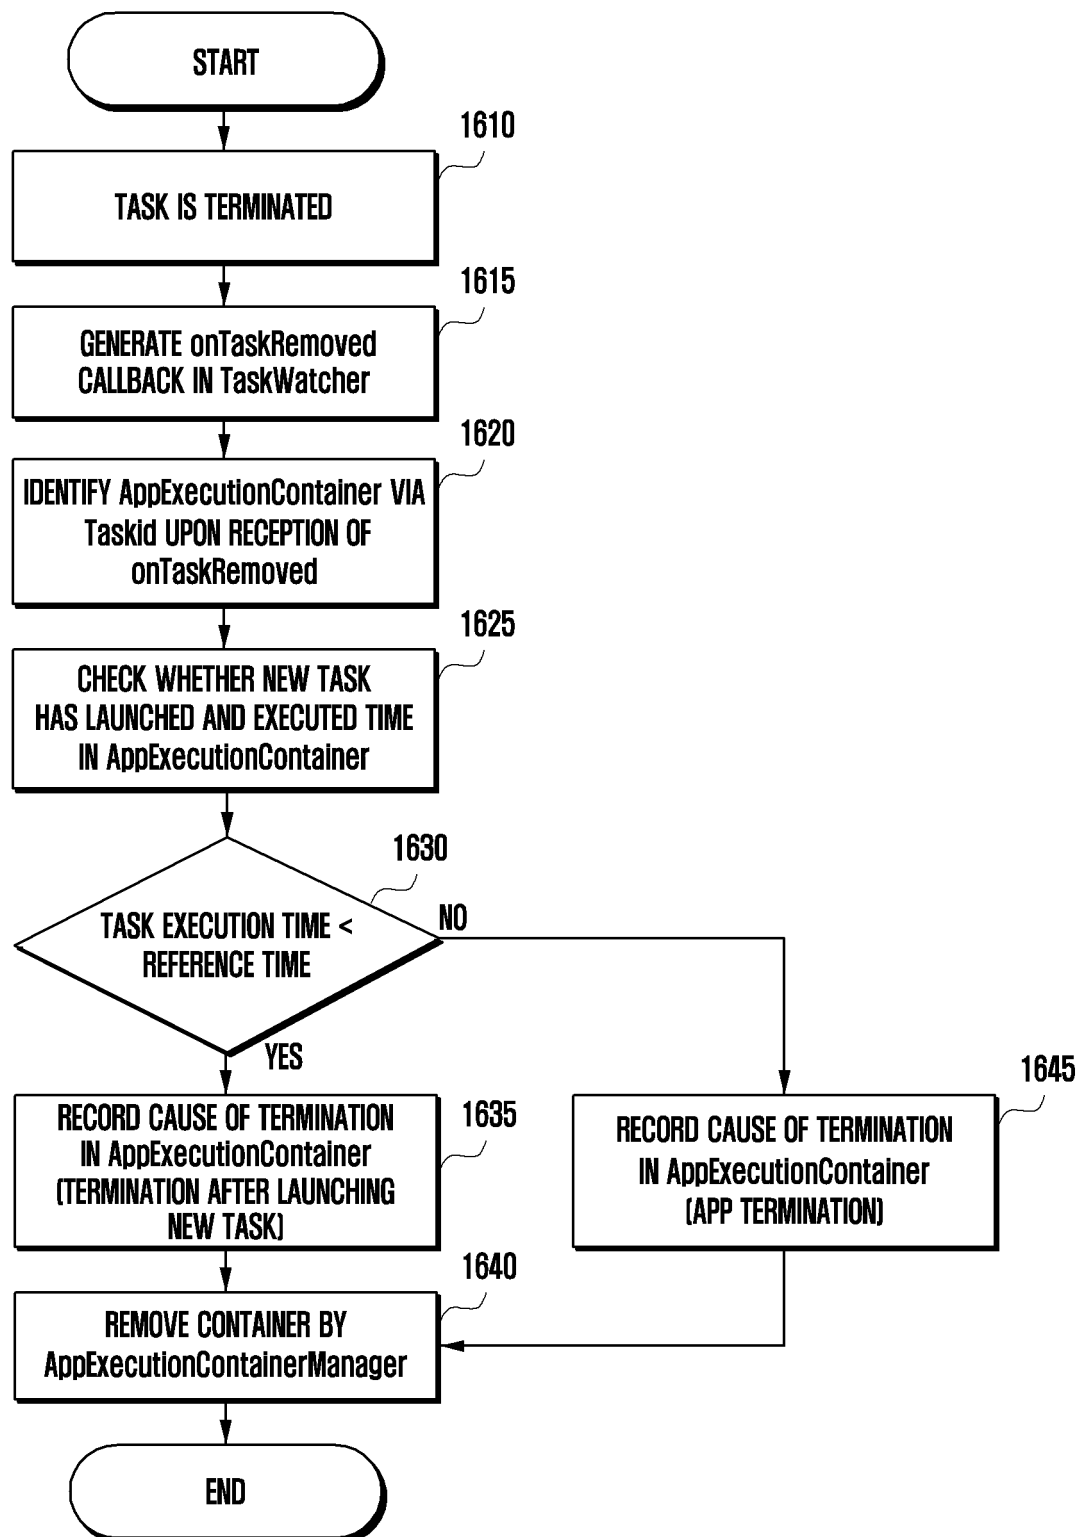 START
1610
TASK IS TERMINATED
1615
GENERATE onTaskRemoved
CALLBACK IN TaskWatcher
1620
IDENTIFY AppExecutionContainer VIA
Taskid UPON RECEPTION OF
onTaskRemoved
1625
CHECK WHETHER NEW TASK
HAS LAUNCHED AND EXECUTED TIME
IN AppExecutionContainer
1630
TASK EXECUTION TIME <
REFERENCE TIME
NO
YES
1635
RECORD CAUSE OF TERMINATION
IN AppExecutionContainer
(TERMINATION AFTER LAUNCHING
NEW TASK)
1645
RECORD CAUSE OF TERMINATION
IN AppExecutionContainer
(APP TERMINATION)
1640
REMOVE CONTAINER BY
AppExecutionContainerManager
END